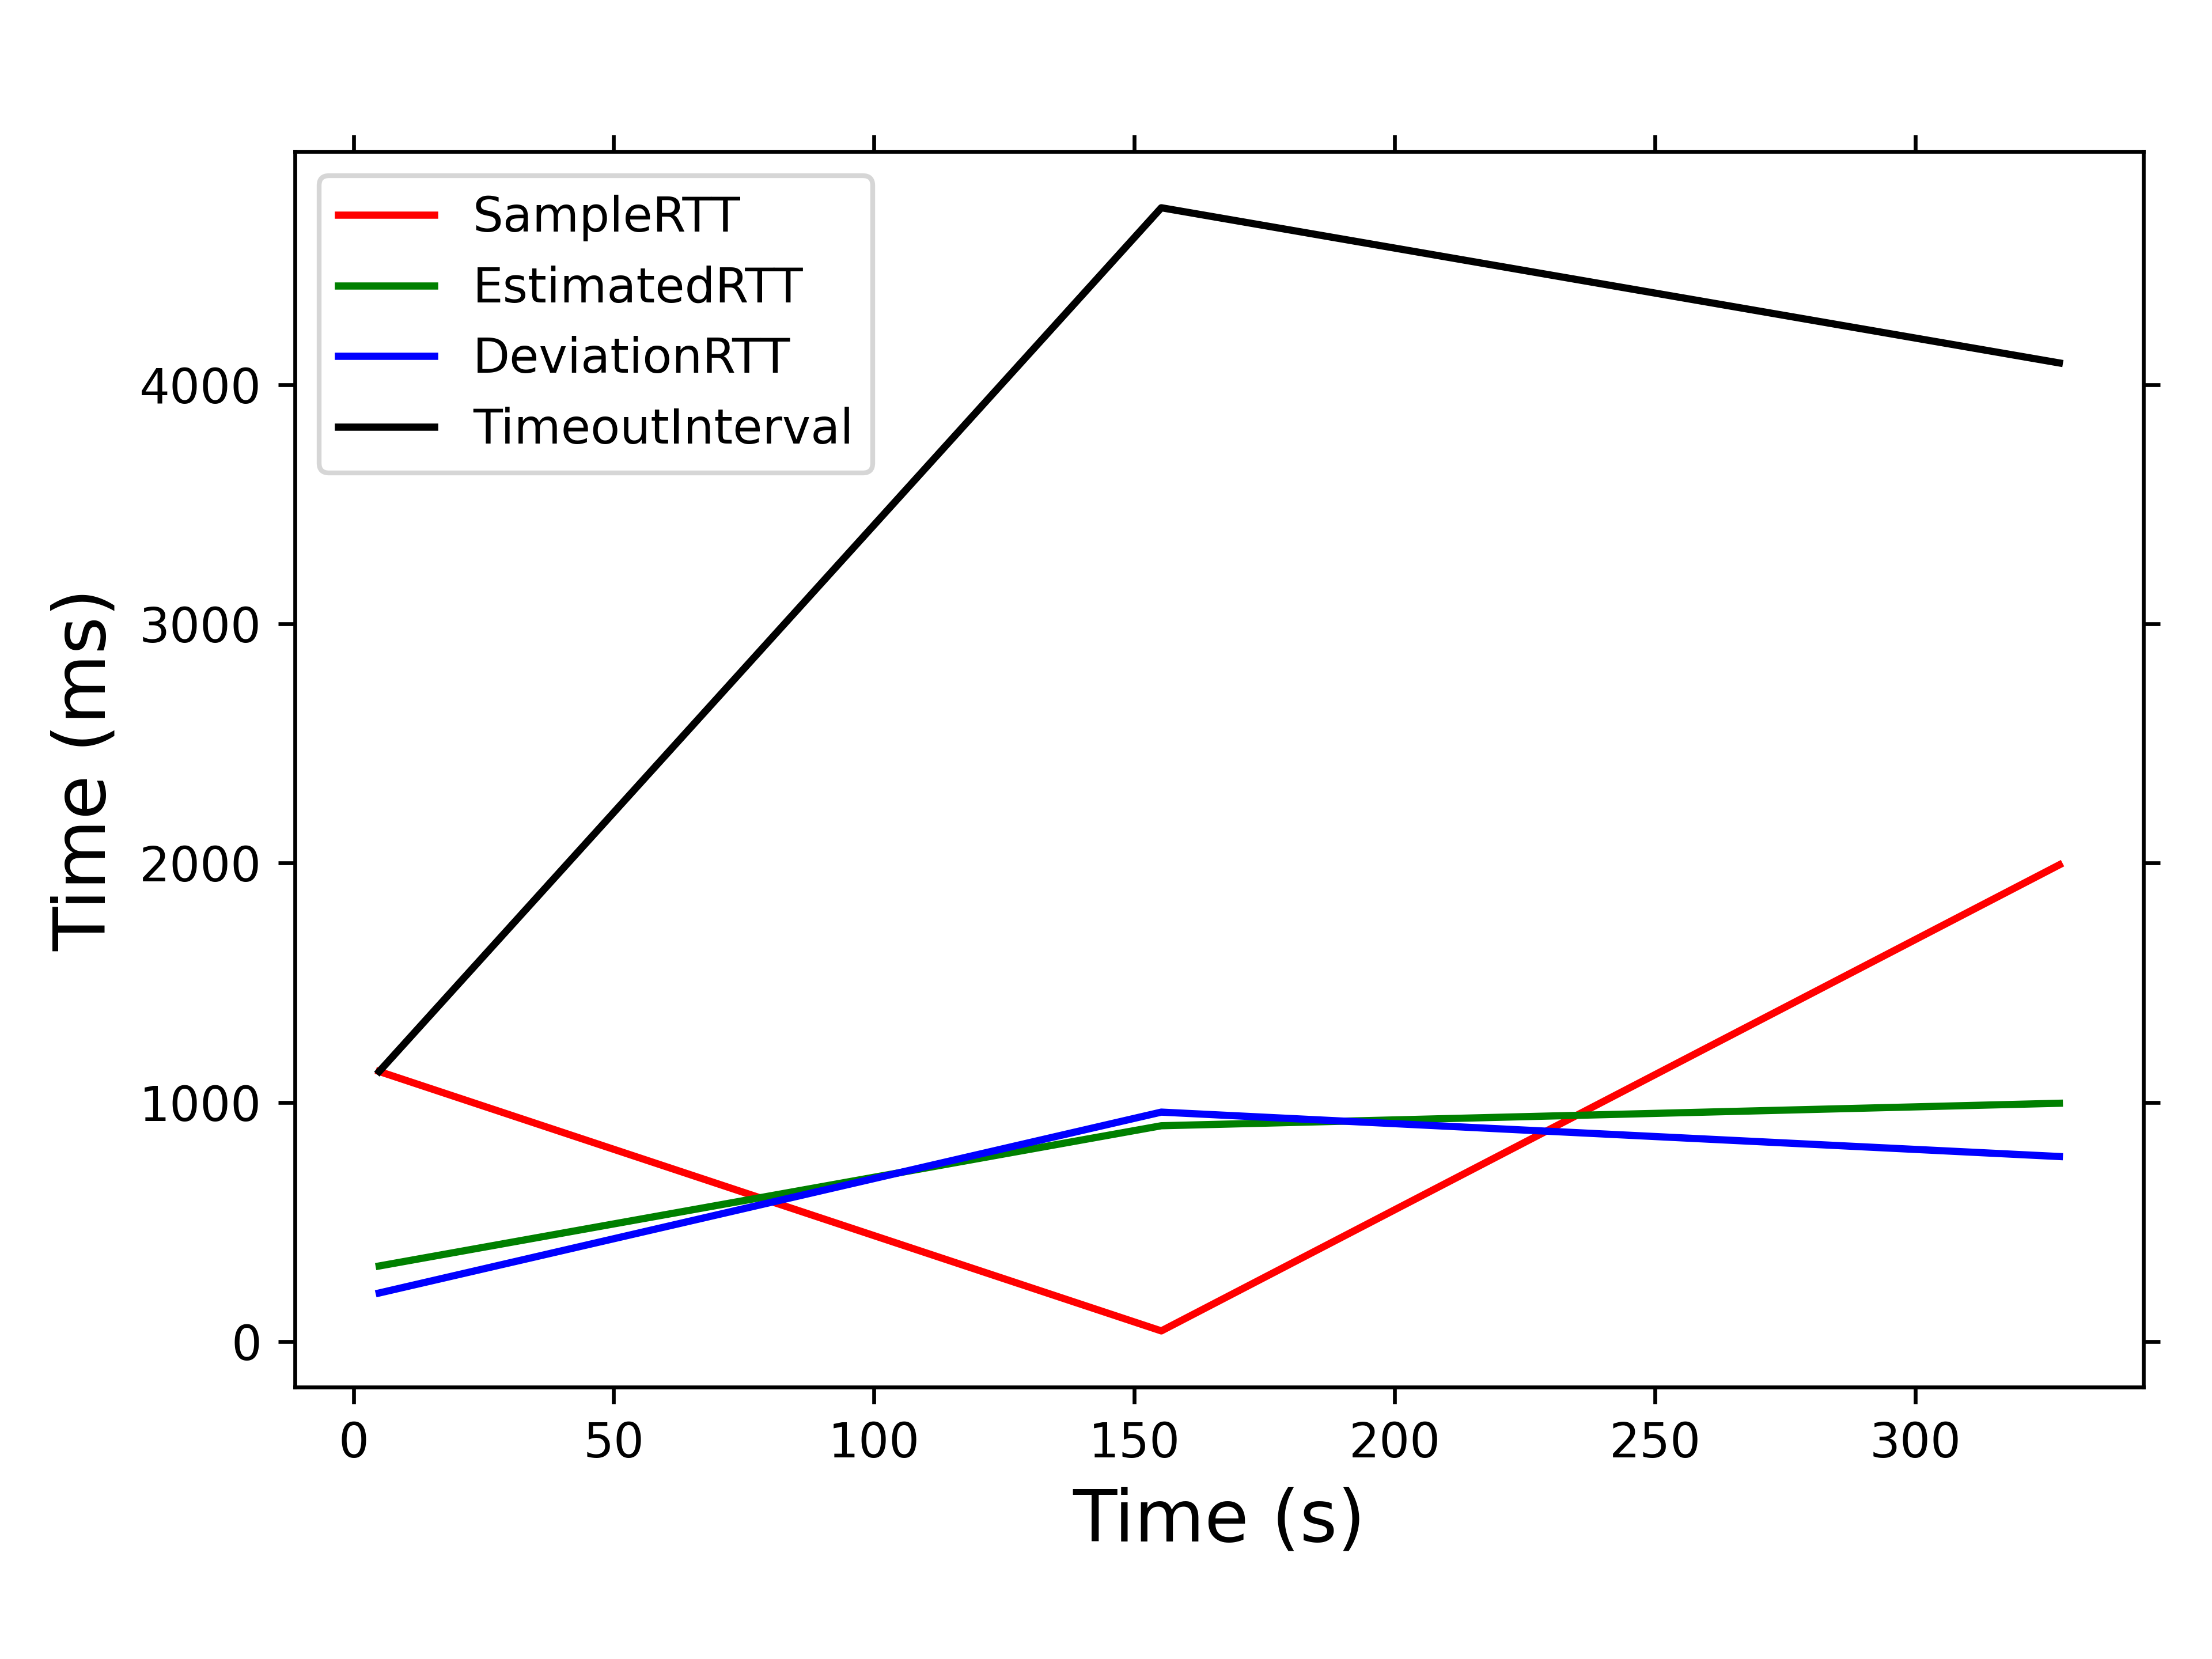 SampleRTT
EstimatedRTT
DeviationRTT
TimeoutInterval
Time (ms)
4000
3000
2000
1000
0
0 50 100 150 200 250 300
Time (s)